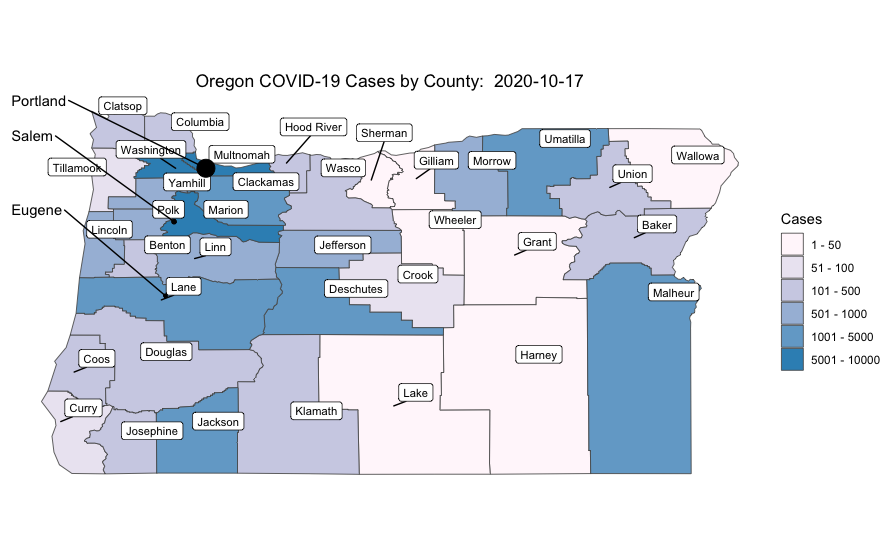 Oregon COVID-19 Cases by County:  2020-10-17
Portland
Salem
Eugene
Clatsop
Columbia
Hood River
Sherman
Umatilla
Washington
Multnomah
Tillamook
Wasco
Gilliam
Morrow
Wallowa
Union
Yamhill
Clackamas
Polk
Marion
Wheeler
Lincoln
Baker
Benton
Linn
Jefferson
Grant
Crook
Lane
Deschutes
Malheur
Coos
Douglas
Harney
Lake
Curry
Klamath
Josephine
Jackson
Cases
1 - 50
51 - 100
101 - 500
501 - 1000
1001 - 5000
5001 - 10000